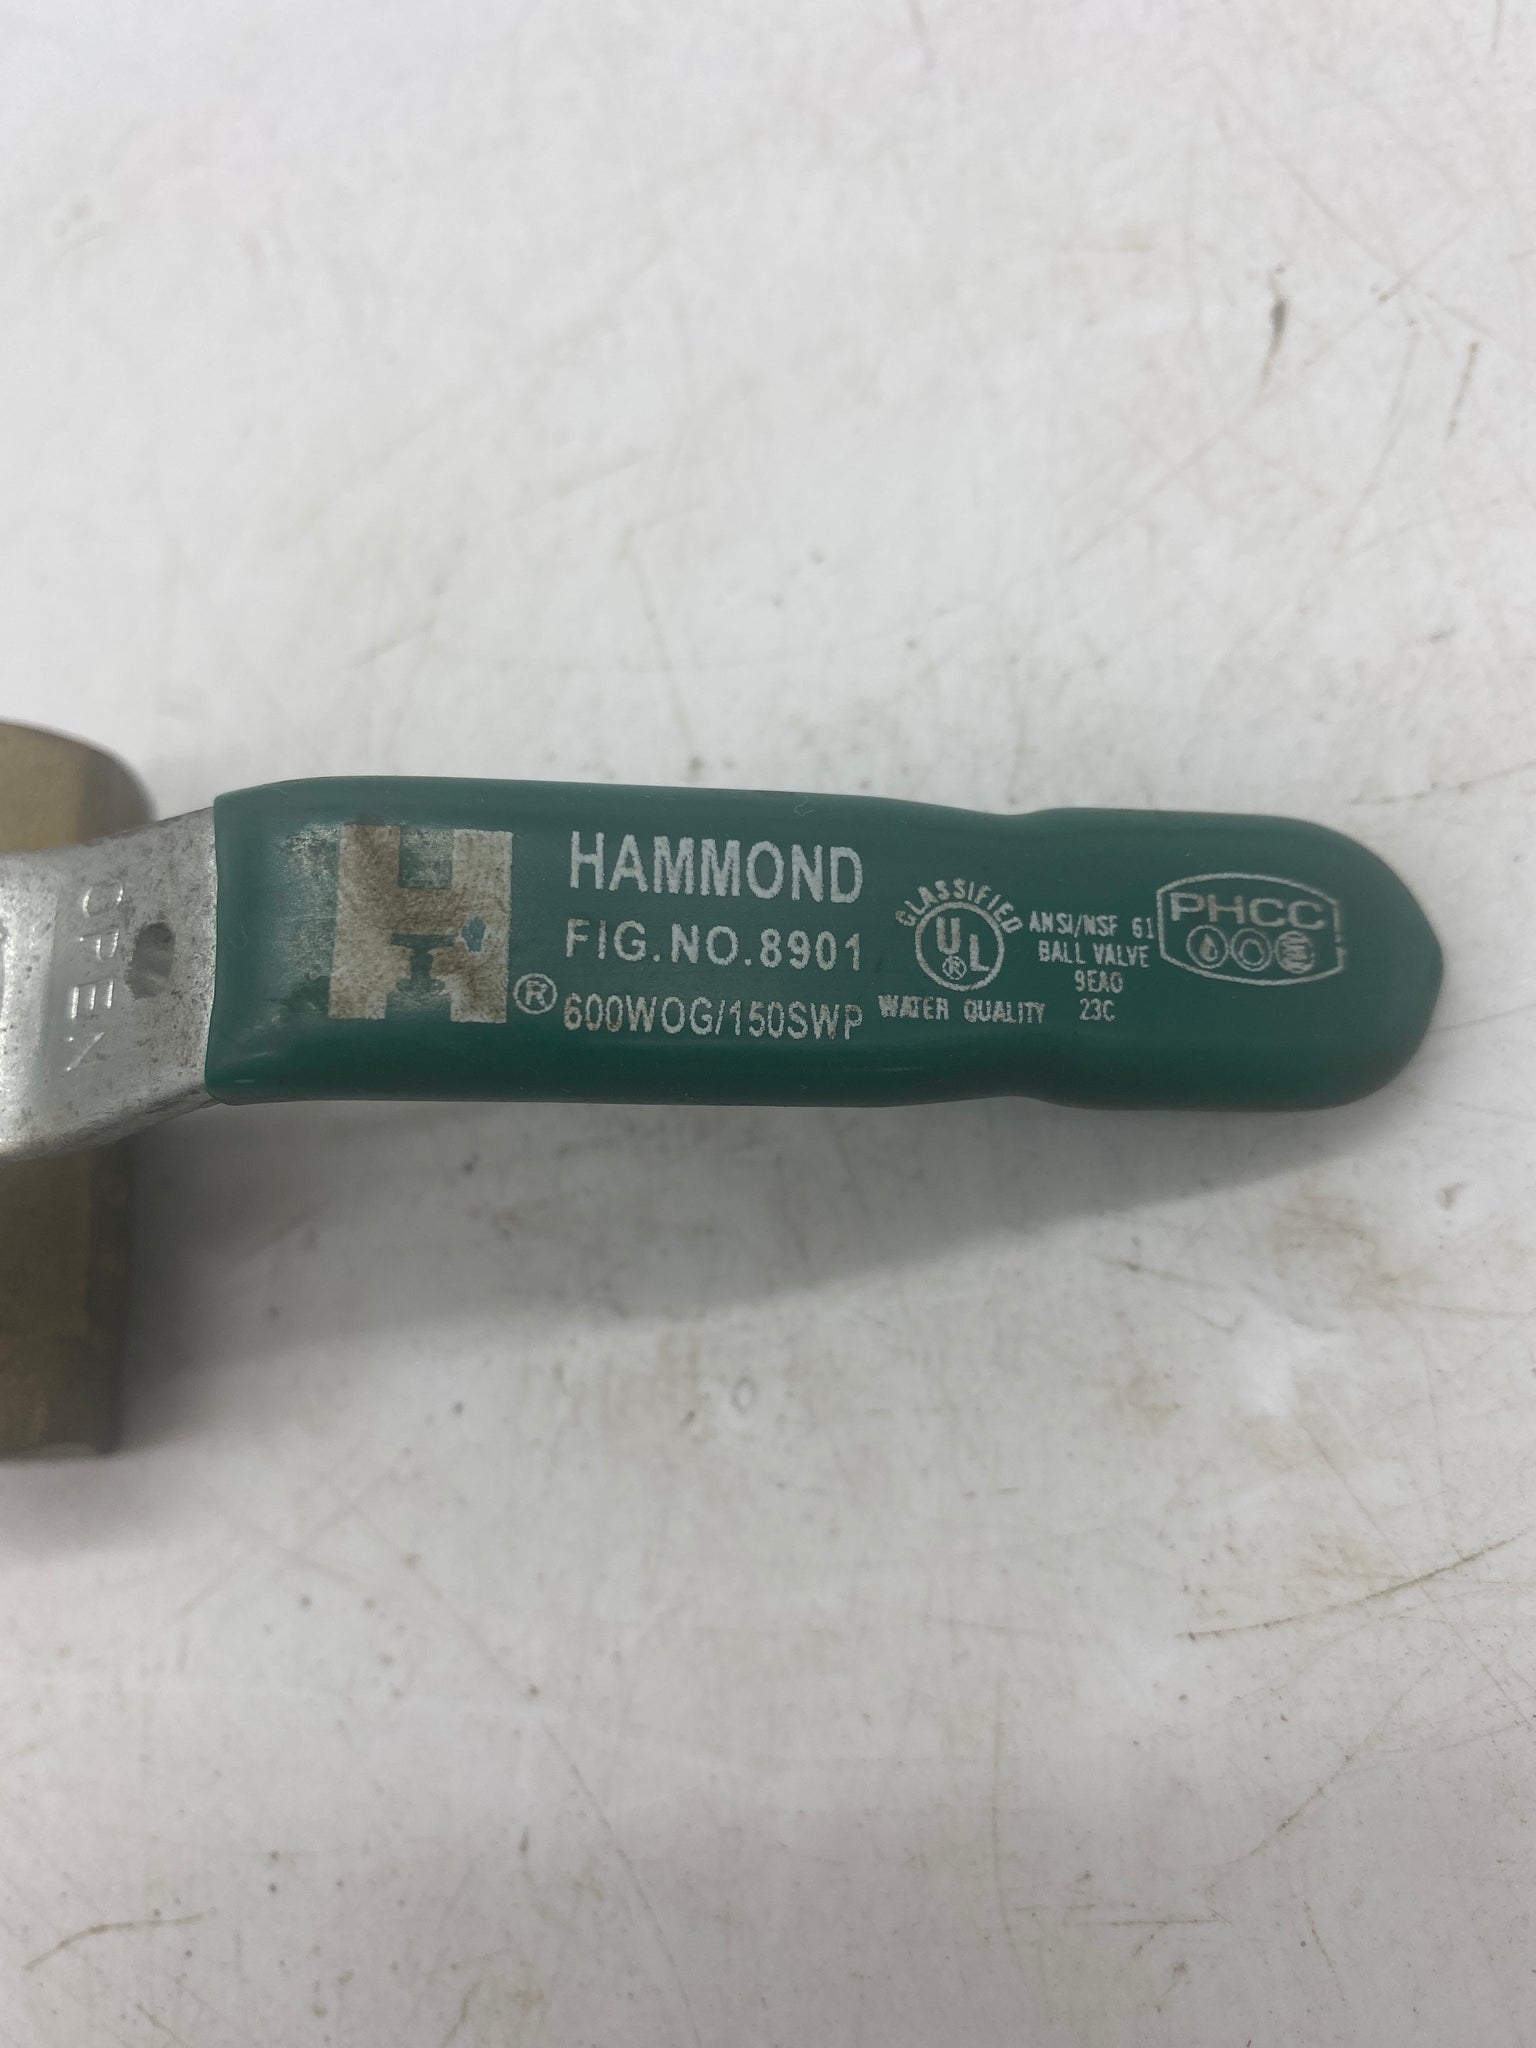 OPEN
H
HAMMOND
FIG.NO.8901
®600WOG/150SWP
CLASSIFIED
UL®
WATER QUALITY
ANSI/NSF 61
BALL VALVE
9EA0
23C
PHCC